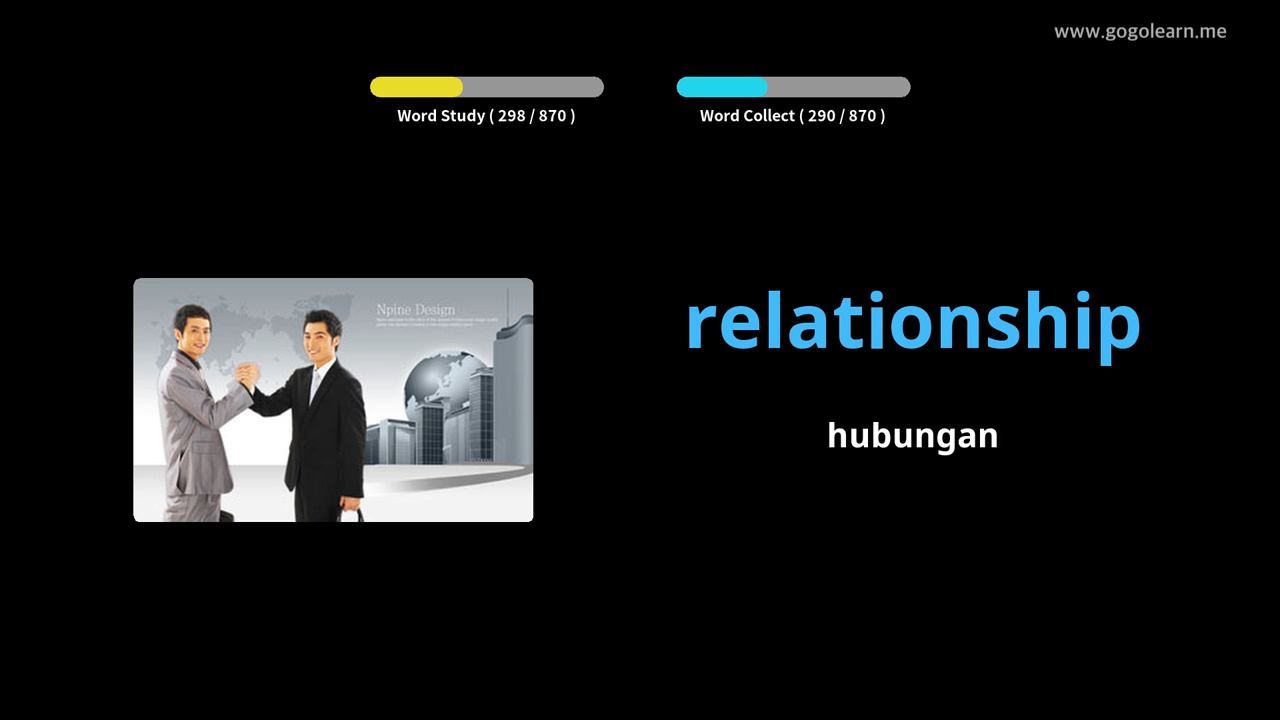 www.gogolearn.me
Word Study ( 298 / 870 )
Word Collect ( 290 / 870 )
Npine Design
relationship
hubungan